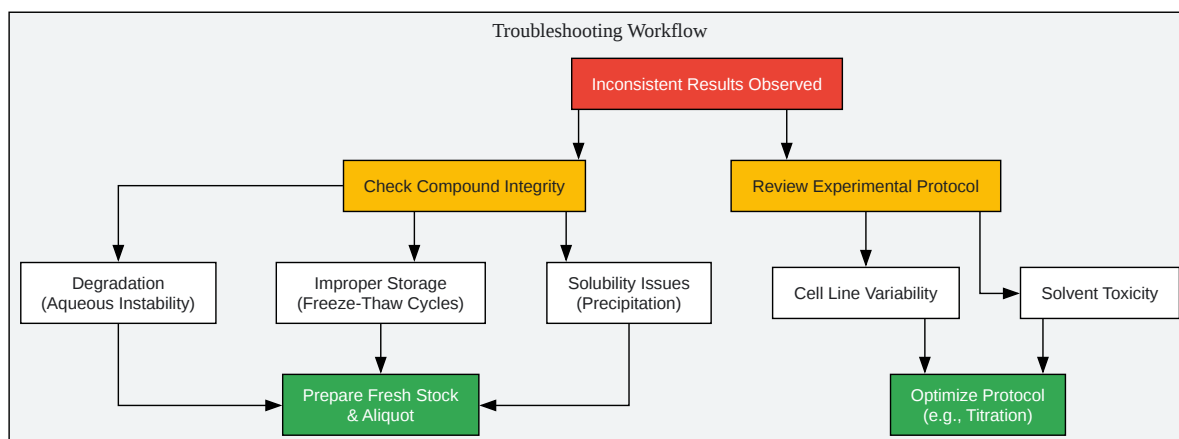 Troubleshooting Workflow
Inconsistent Results Observed
Check Compound Integrity
Review Experimental Protocol
Degradation
(Aqueous Instability)
Improper Storage
(Freeze-Thaw Cycles)
Solubility Issues
(Precipitation)
Cell Line Variability
Solvent Toxicity
Prepare Fresh Stock
& Aliquot
Optimize Protocol
(e.g., Titration)